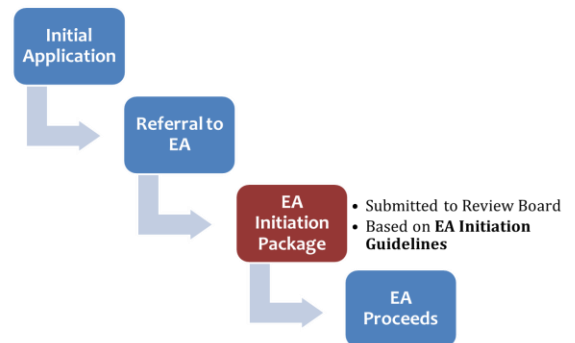 Initial
Application
Referral to
EA
EA
Initiation
Package
• Submitted to Review Board
• Based on EA Initiation
Guidelines
EA
Proceeds